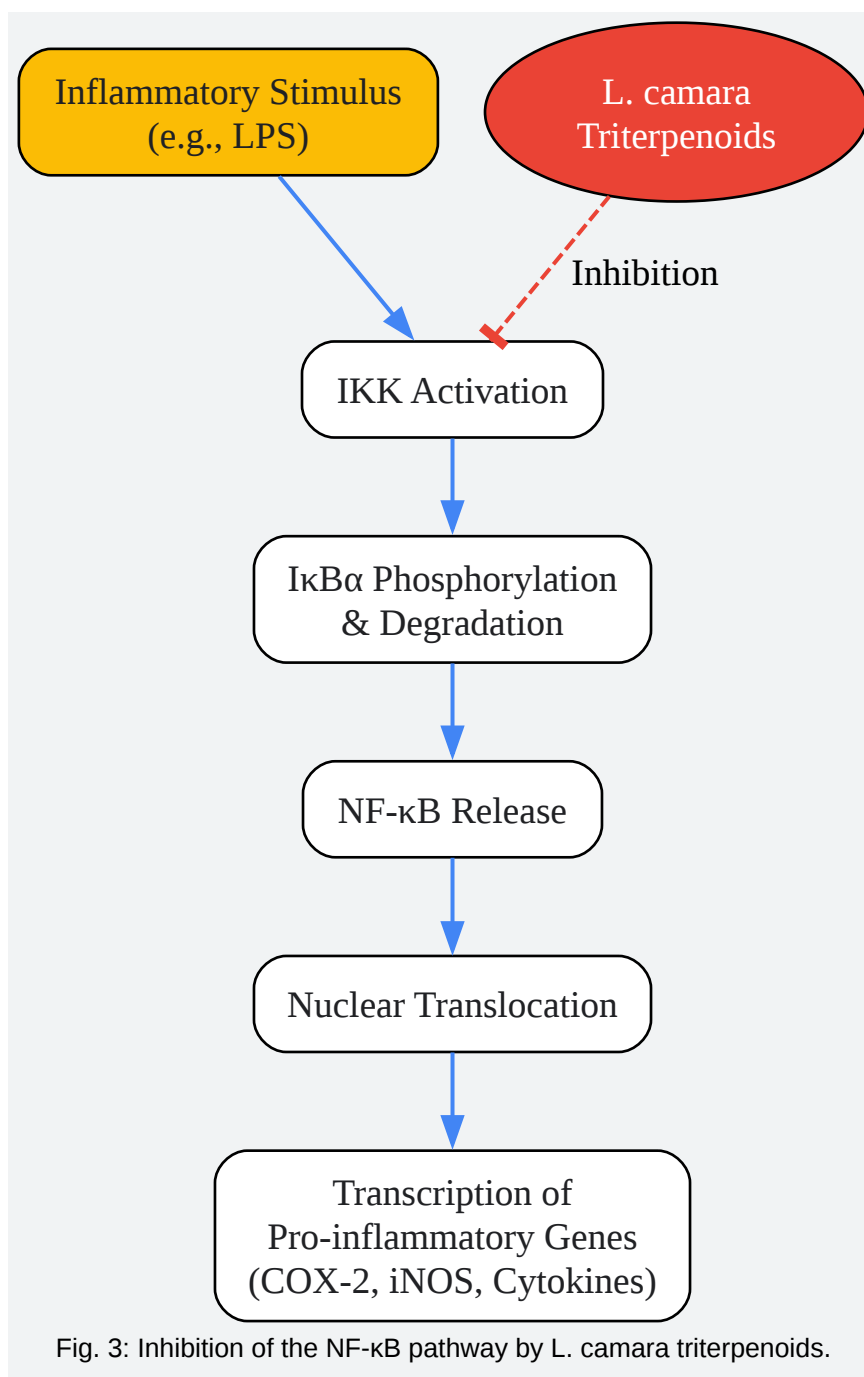 Inflammatory Stimulus
(e.g., LPS)
L. camara
Triterpenoids
Inhibition
IKK Activation
IκBα Phosphorylation
& Degradation
NF-κB Release
Nuclear Translocation
Transcription of
Pro-inflammatory Genes
(COX-2, iNOS, Cytokines)
Fig. 3: Inhibition of the NF-κB pathway by L. camara triterpenoids.